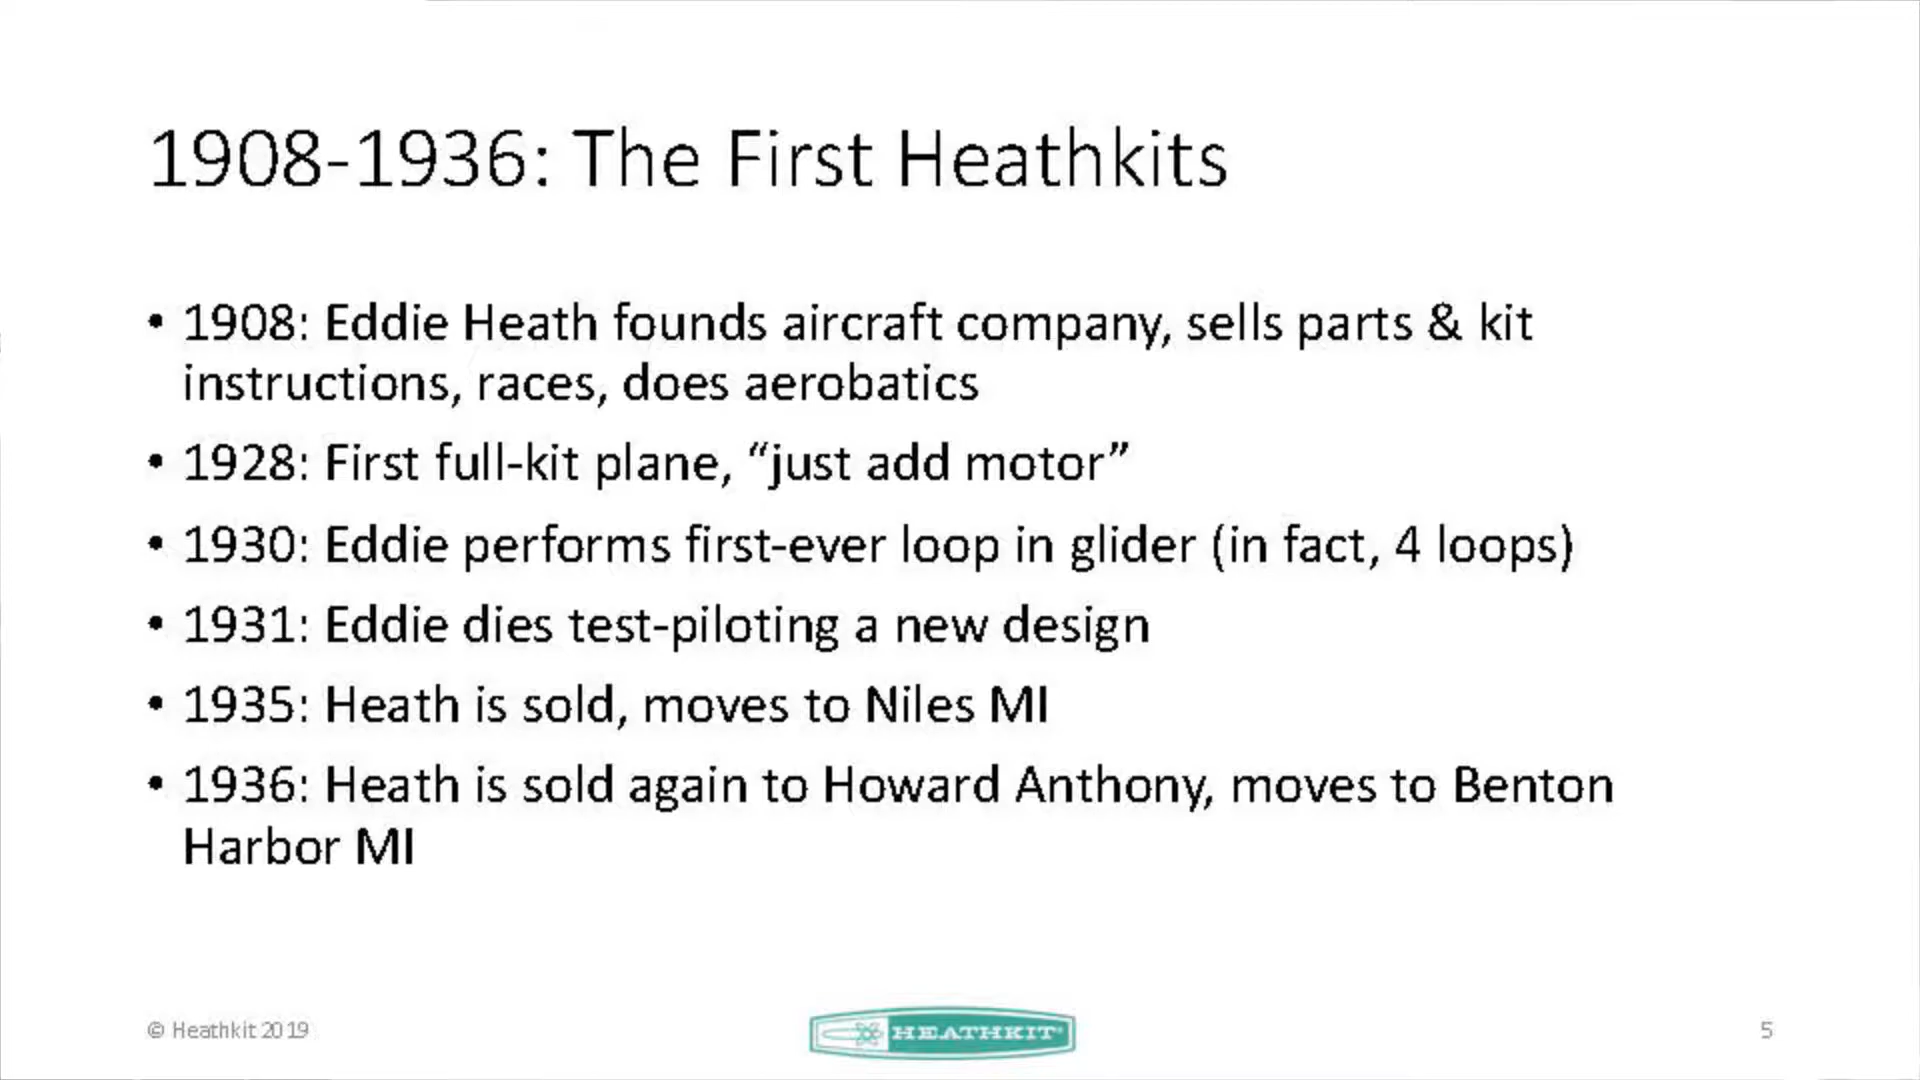 1908-1936: The First Heathkits
• 1908: Eddie Heath founds aircraft company, sells parts & kit
instructions, races, does aerobatics
• 1928: First full-kit plane, “just add motor”
• 1930: Eddie performs first-ever loop in glider (in fact, 4 loops)
• 1931: Eddie dies test-piloting a new design
• 1935: Heath is sold, moves to Niles MI
• 1936: Heath is sold again to Howard Anthony, moves to Benton
Harbor MI
© Heathkit 2019
HEATHKIT®
5